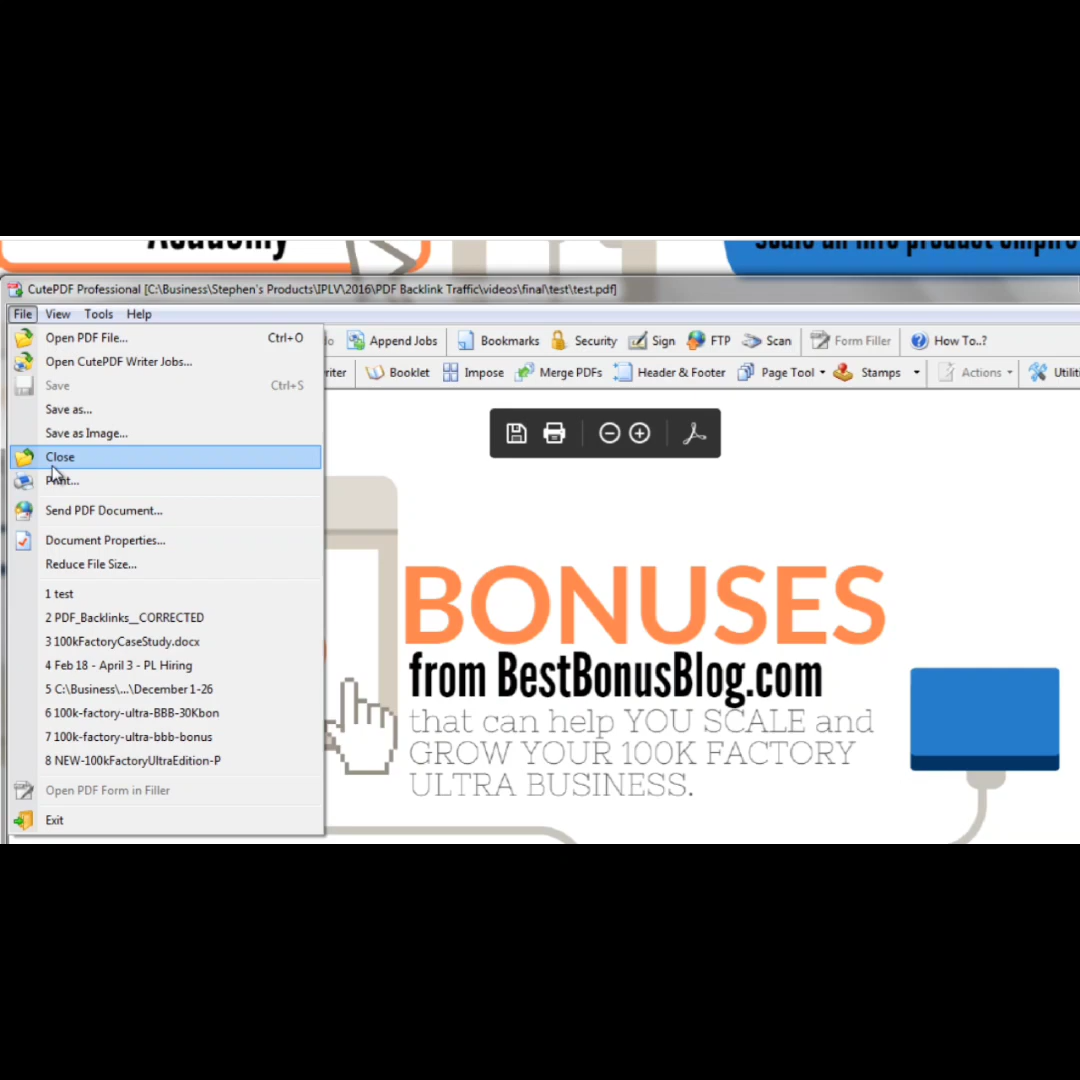 Academy
scale an info product empire
CutePDF Professional [C:\Business\Stephen's Products\IPLV\2016\PDF Backlink Traffic\videos\final\test\test.pdf]
File View Tools Help
Open PDF File... Ctrl+O
Append Jobs Bookmarks Security Sign FTP Scan Form Filler How To..?
Open CutePDF Writer Jobs...
Booklet Impose Merge PDFs Header & Footer Page Tool Stamps Actions
Save Ctrl+S
Save as...
Save as Image...
Close
Print...
Send PDF Document...
Document Properties...
Reduce File Size...
1 test
2 PDF_Backlinks__CORRECTED
3 100kFactoryCaseStudy.docx
4 Feb 18 - April 3 - PL Hiring
5 C:\Business\...\December 1-26
6 100k-factory-ultra-BBB-30Kbon
7 100k-factory-ultra-bbb-bonus
8 NEW-100kFactoryUltraEdition-P
Open PDF Form in Filler
Exit
BONUSES
from BestBonusBlog.com
that can help YOU SCALE and
GROW YOUR 100K FACTORY
ULTRA BUSINESS.